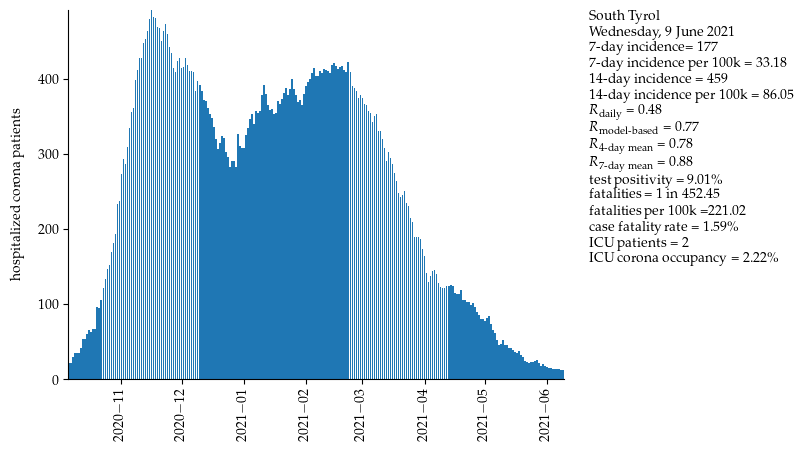 South Tyrol
Wednesday, 9 June 2021
7-day incidence= 177
7-day incidence per 100k = 33.18
14-day incidence = 459
14-day incidence per 100k = 86.05
R_daily = 0.48
R_model-based = 0.77
R_4-day mean = 0.78
R_7-day mean = 0.88
test positivity = 9.01%
fatalities = 1 in 452.45
fatalities per 100k =221.02
case fatality rate = 1.59%
ICU patients = 2
ICU corona occupancy = 2.22%
hospitalized corona patients
400
300
200
100
0
2020−11
2020−12
2021−01
2021−02
2021−03
2021−04
2021−05
2021−06